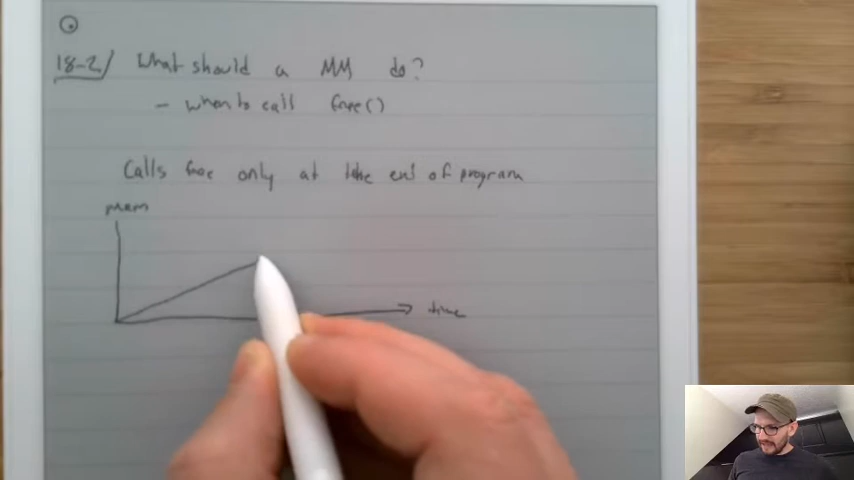 18-2/ What should a MM do?
- when to call free()
Calls free only at the end of program
mem
time